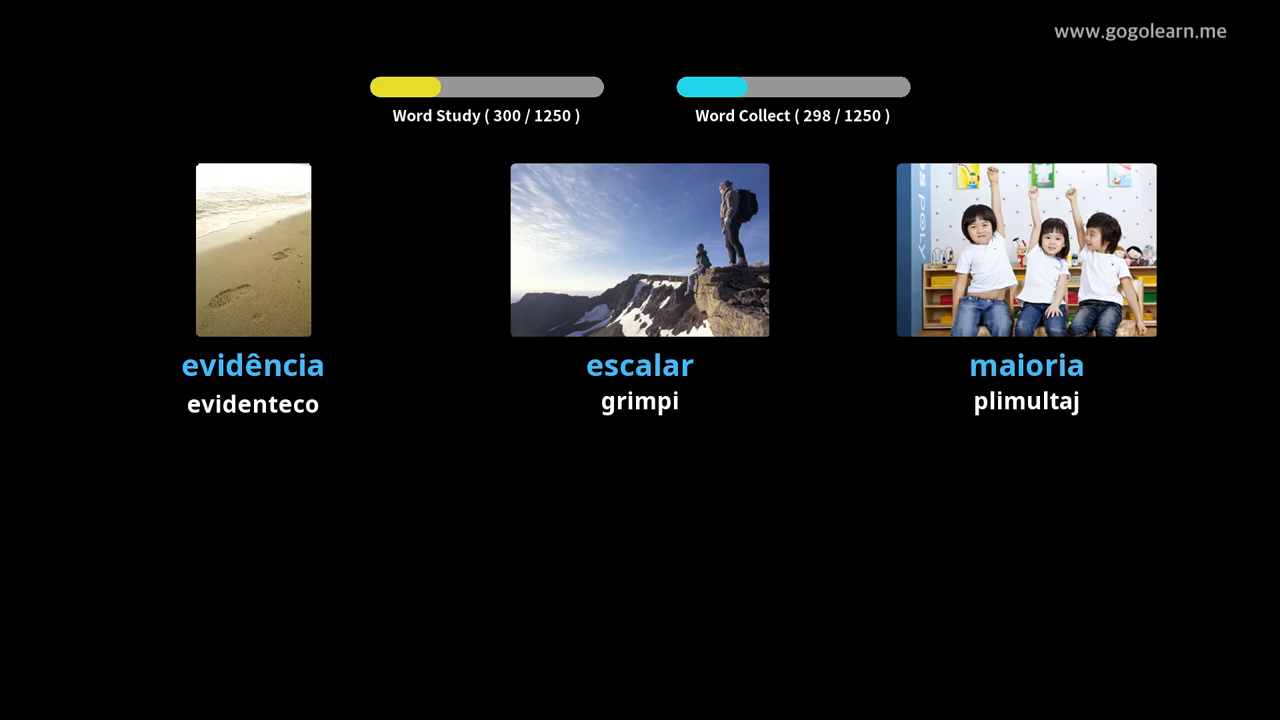 www.gogolearn.me
Word Study ( 300 / 1250 )
Word Collect ( 298 / 1250 )
evidência
evidenteco
escalar
grimpi
maioria
plimultaj